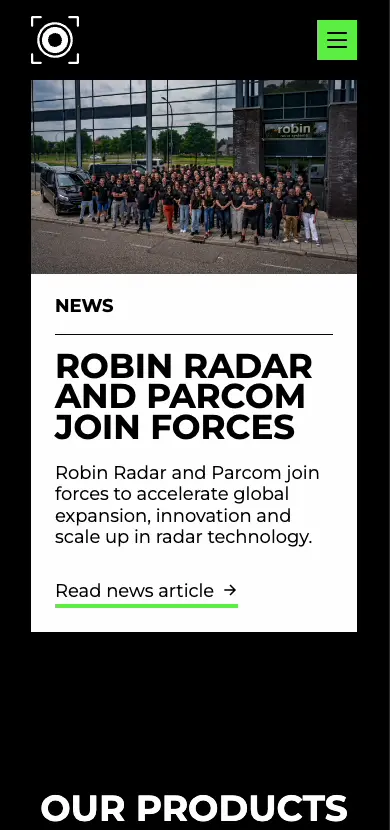 robin
NEWS
ROBIN RADAR
AND PARCOM
JOIN FORCES
Robin Radar and Parcom join
forces to accelerate global
expansion, innovation and
scale up in radar technology.
Read news article →
OUR PRODUCTS